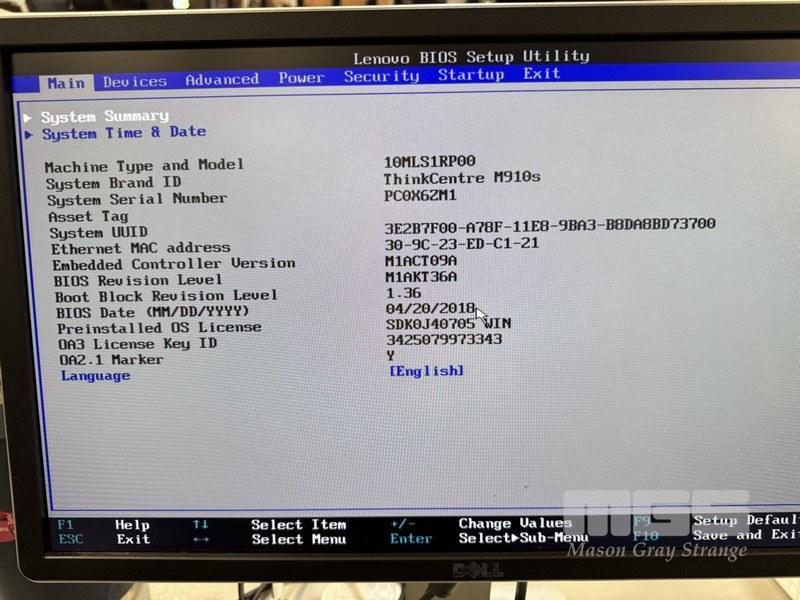 Lenovo BIOS Setup Utility
Main Devices Advanced Power Security Startup Exit
System Summary
System Time & Date
Machine Type and Model 10MLS1RP00
System Brand ID ThinkCentre M910s
System Serial Number PC0X6ZM1
Asset Tag
System UUID 3E2B7F00-A78F-11E8-9BA3-B8DA8BD73700
Ethernet MAC address 30-9C-23-ED-C1-21
Embedded Controller Version M1ACT09A
BIOS Revision Level M1AKT36A
Boot Block Revision Level 1.36
BIOS Date (MM/DD/YYYY) 04/20/2018
Preinstalled OS License SDK0J40705 WIN
OA3 License Key ID 3425079973343
OA2.1 Marker Y
Language [English]
F1 Help ↑↓ Select Item +/- Change Values F9 Setup Defaul
ESC Exit ↔ Select Menu Enter Select▶Sub-Menu F10 Save and Exi
MGS
Mason Gray Strange
DELL